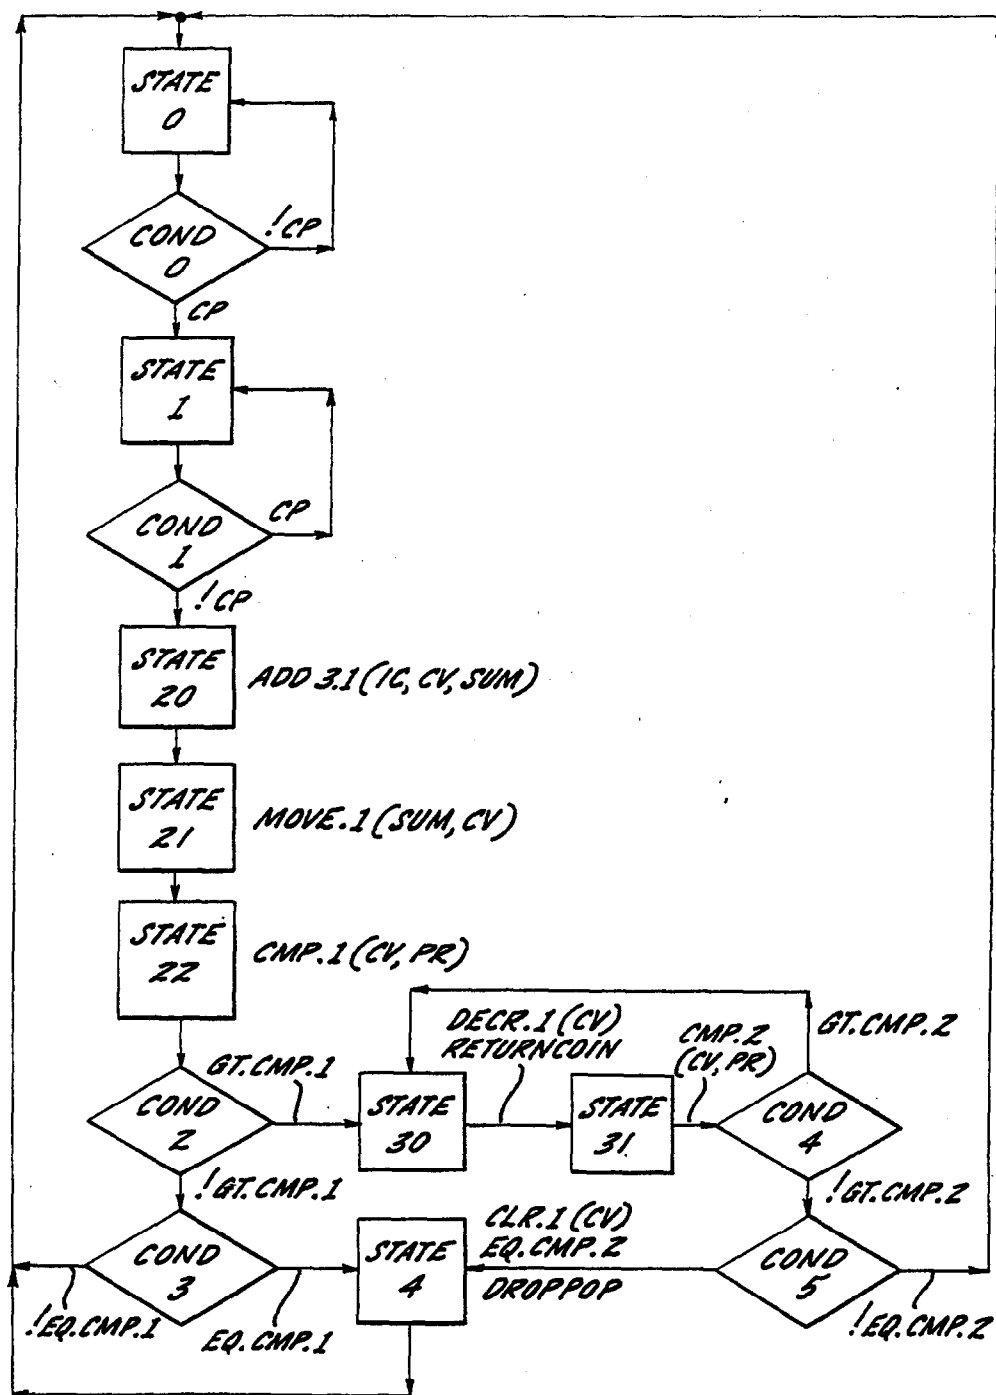 STATE
0
COND
0
!CP
CP
STATE
1
COND
1
CP
!CP
STATE
20
ADD 3.1 (IC, CV, SUM)
STATE
21
MOVE.1 (SUM, CV)
STATE
22
CMP.1 (CV, PR)
COND
2
GT.CMP.1
!GT.CMP.1
STATE
30
DECR.1 (CV)
RETURNCOIN
STATE
31
CMP.2
(CV, PR)
COND
4
GT.CMP.2
!GT.CMP.2
COND
3
!EQ.CMP.1
EQ.CMP.1
STATE
4
CLR.1 (CV)
EQ.CMP.2
DROPPOP
COND
5
!EQ.CMP.2